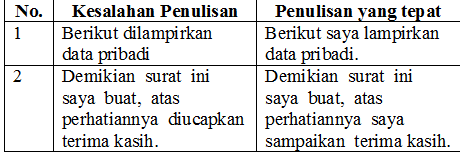 No. Kesalahan Penulisan Penulisan yang tepat
1 Berikut dilampirkan Berikut saya lampirkan
data pribadi data pribadi.
2 Demikian surat ini Demikian surat ini
saya buat, atas saya buat, atas
perhatiannya diucapkan perhatiannya saya
terima kasih. sampaikan terima kasih.